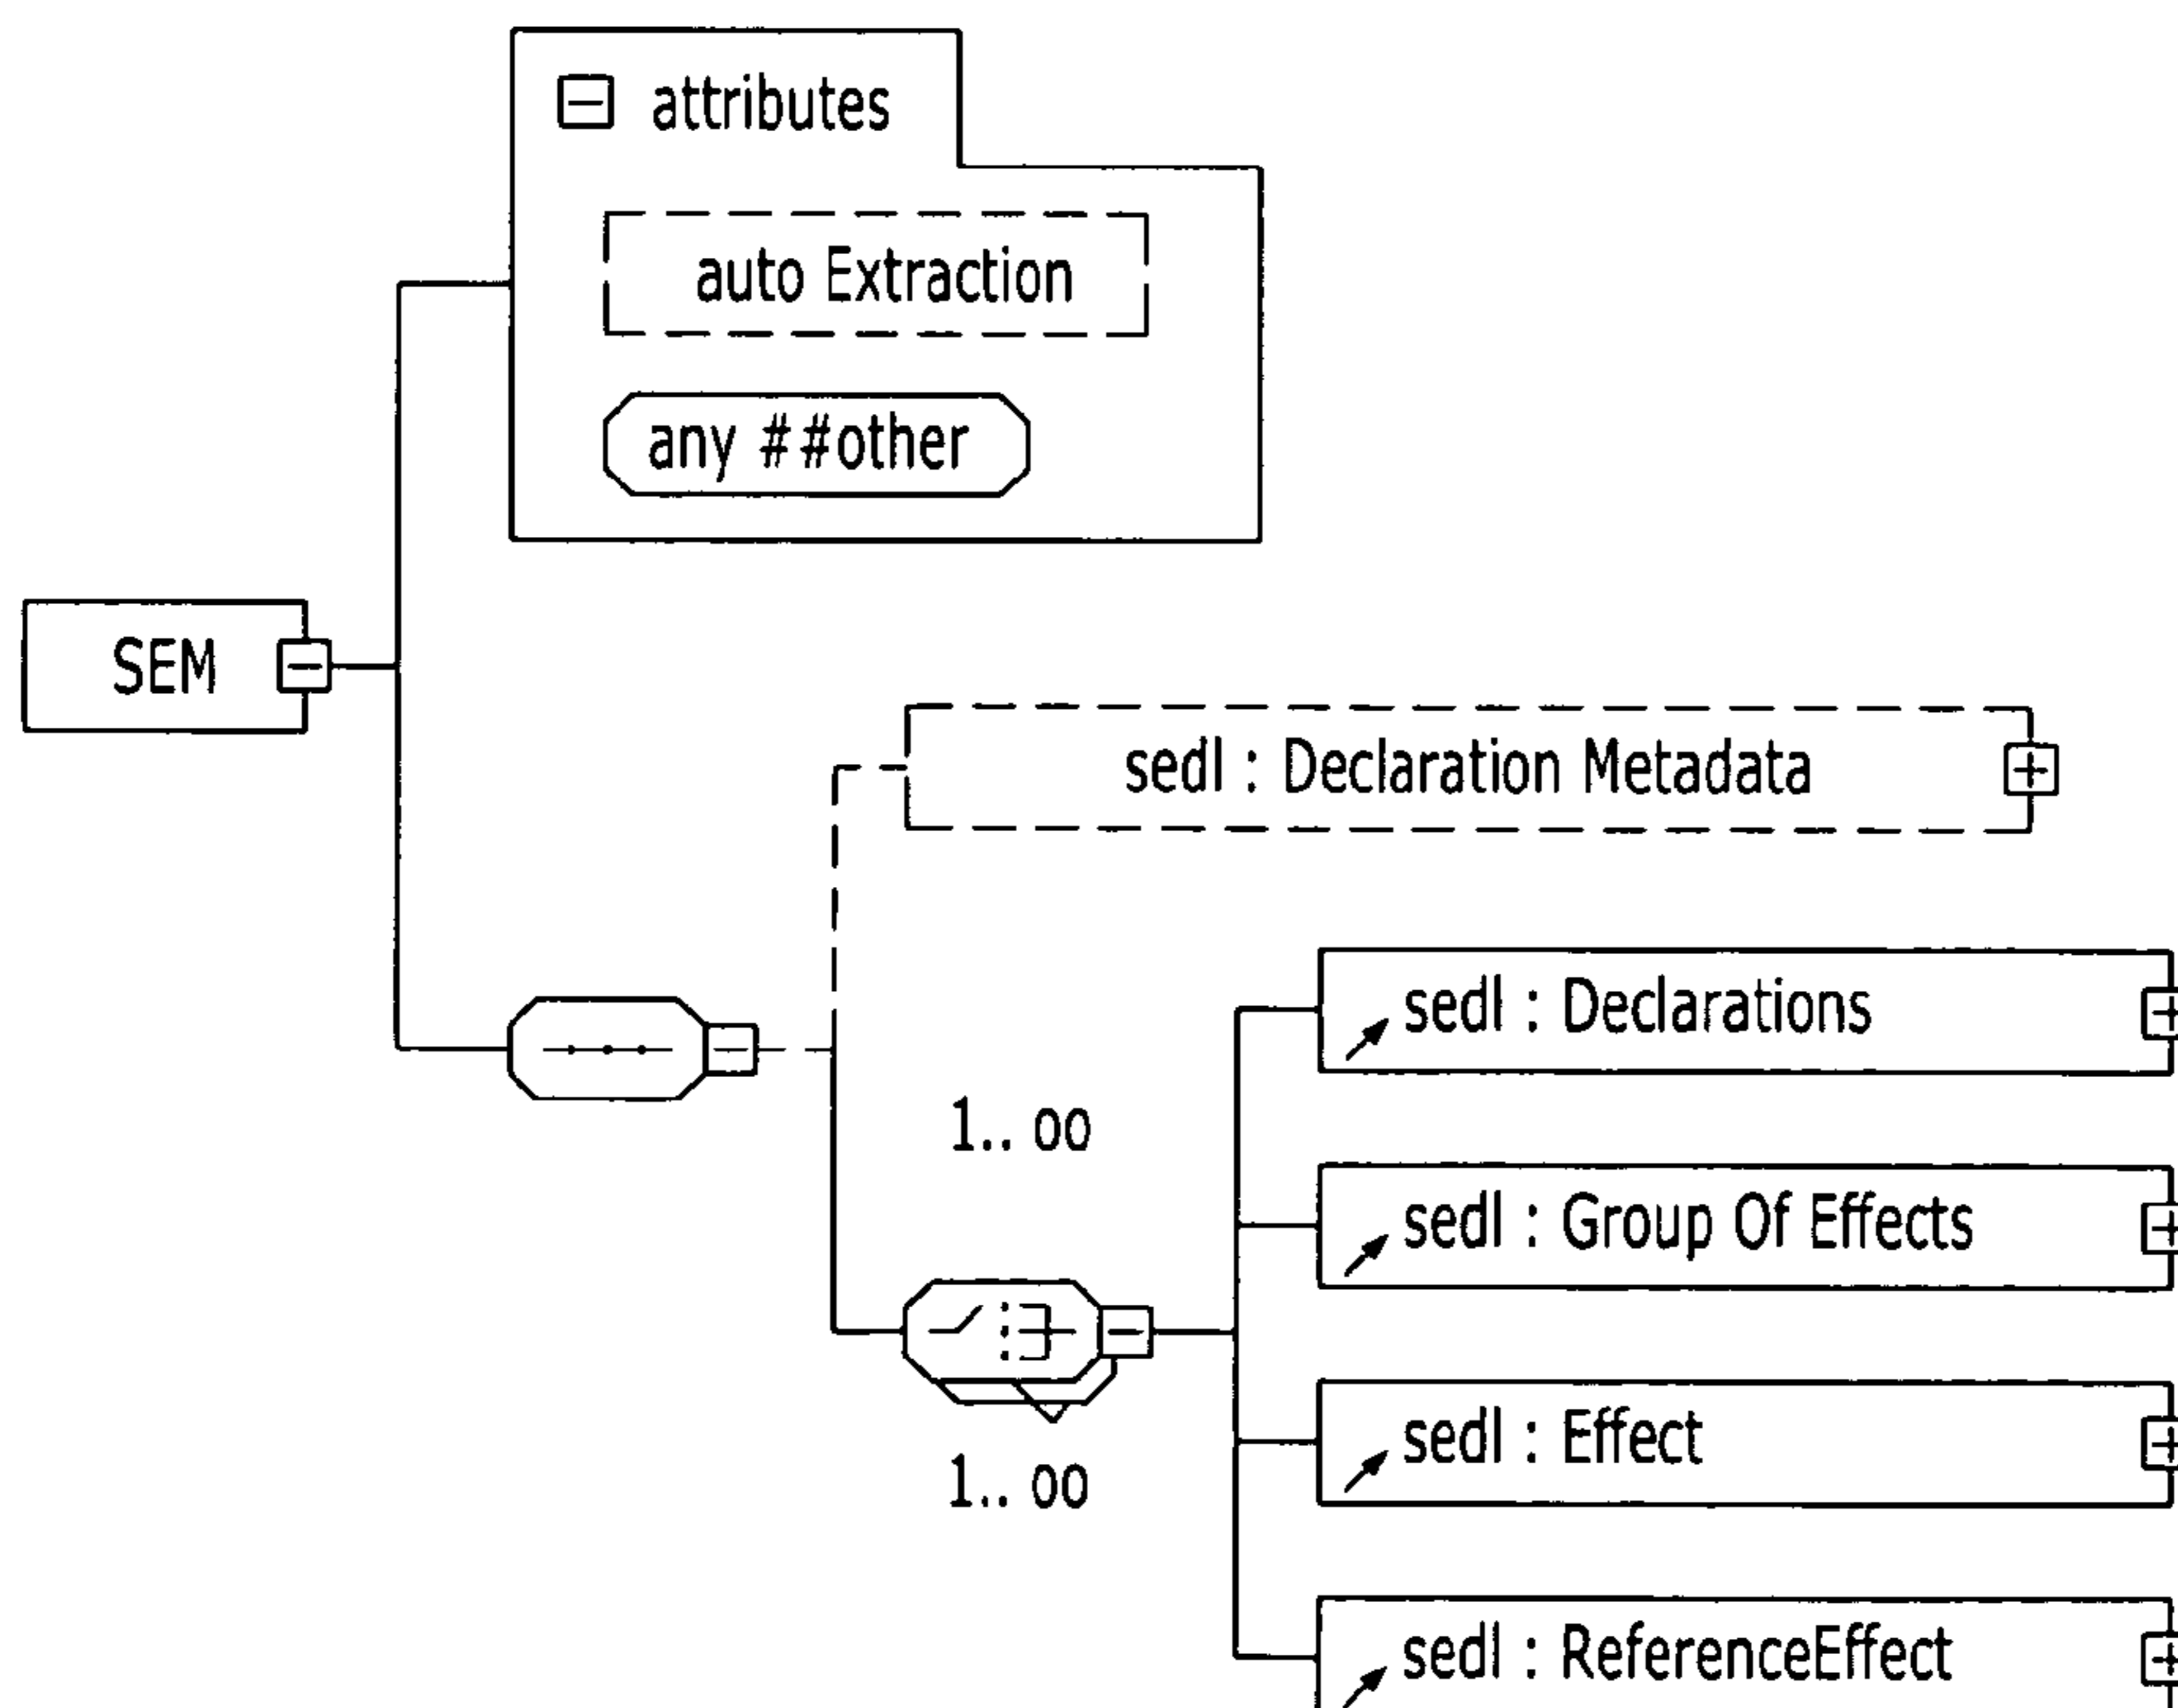 attributes
auto Extraction
any ##other
SEM
sedl : Declaration Metadata
sedl : Declarations
1.. oo
sedl : Group Of Effects
sedl : Effect
1.. oo
sedl : ReferenceEffect